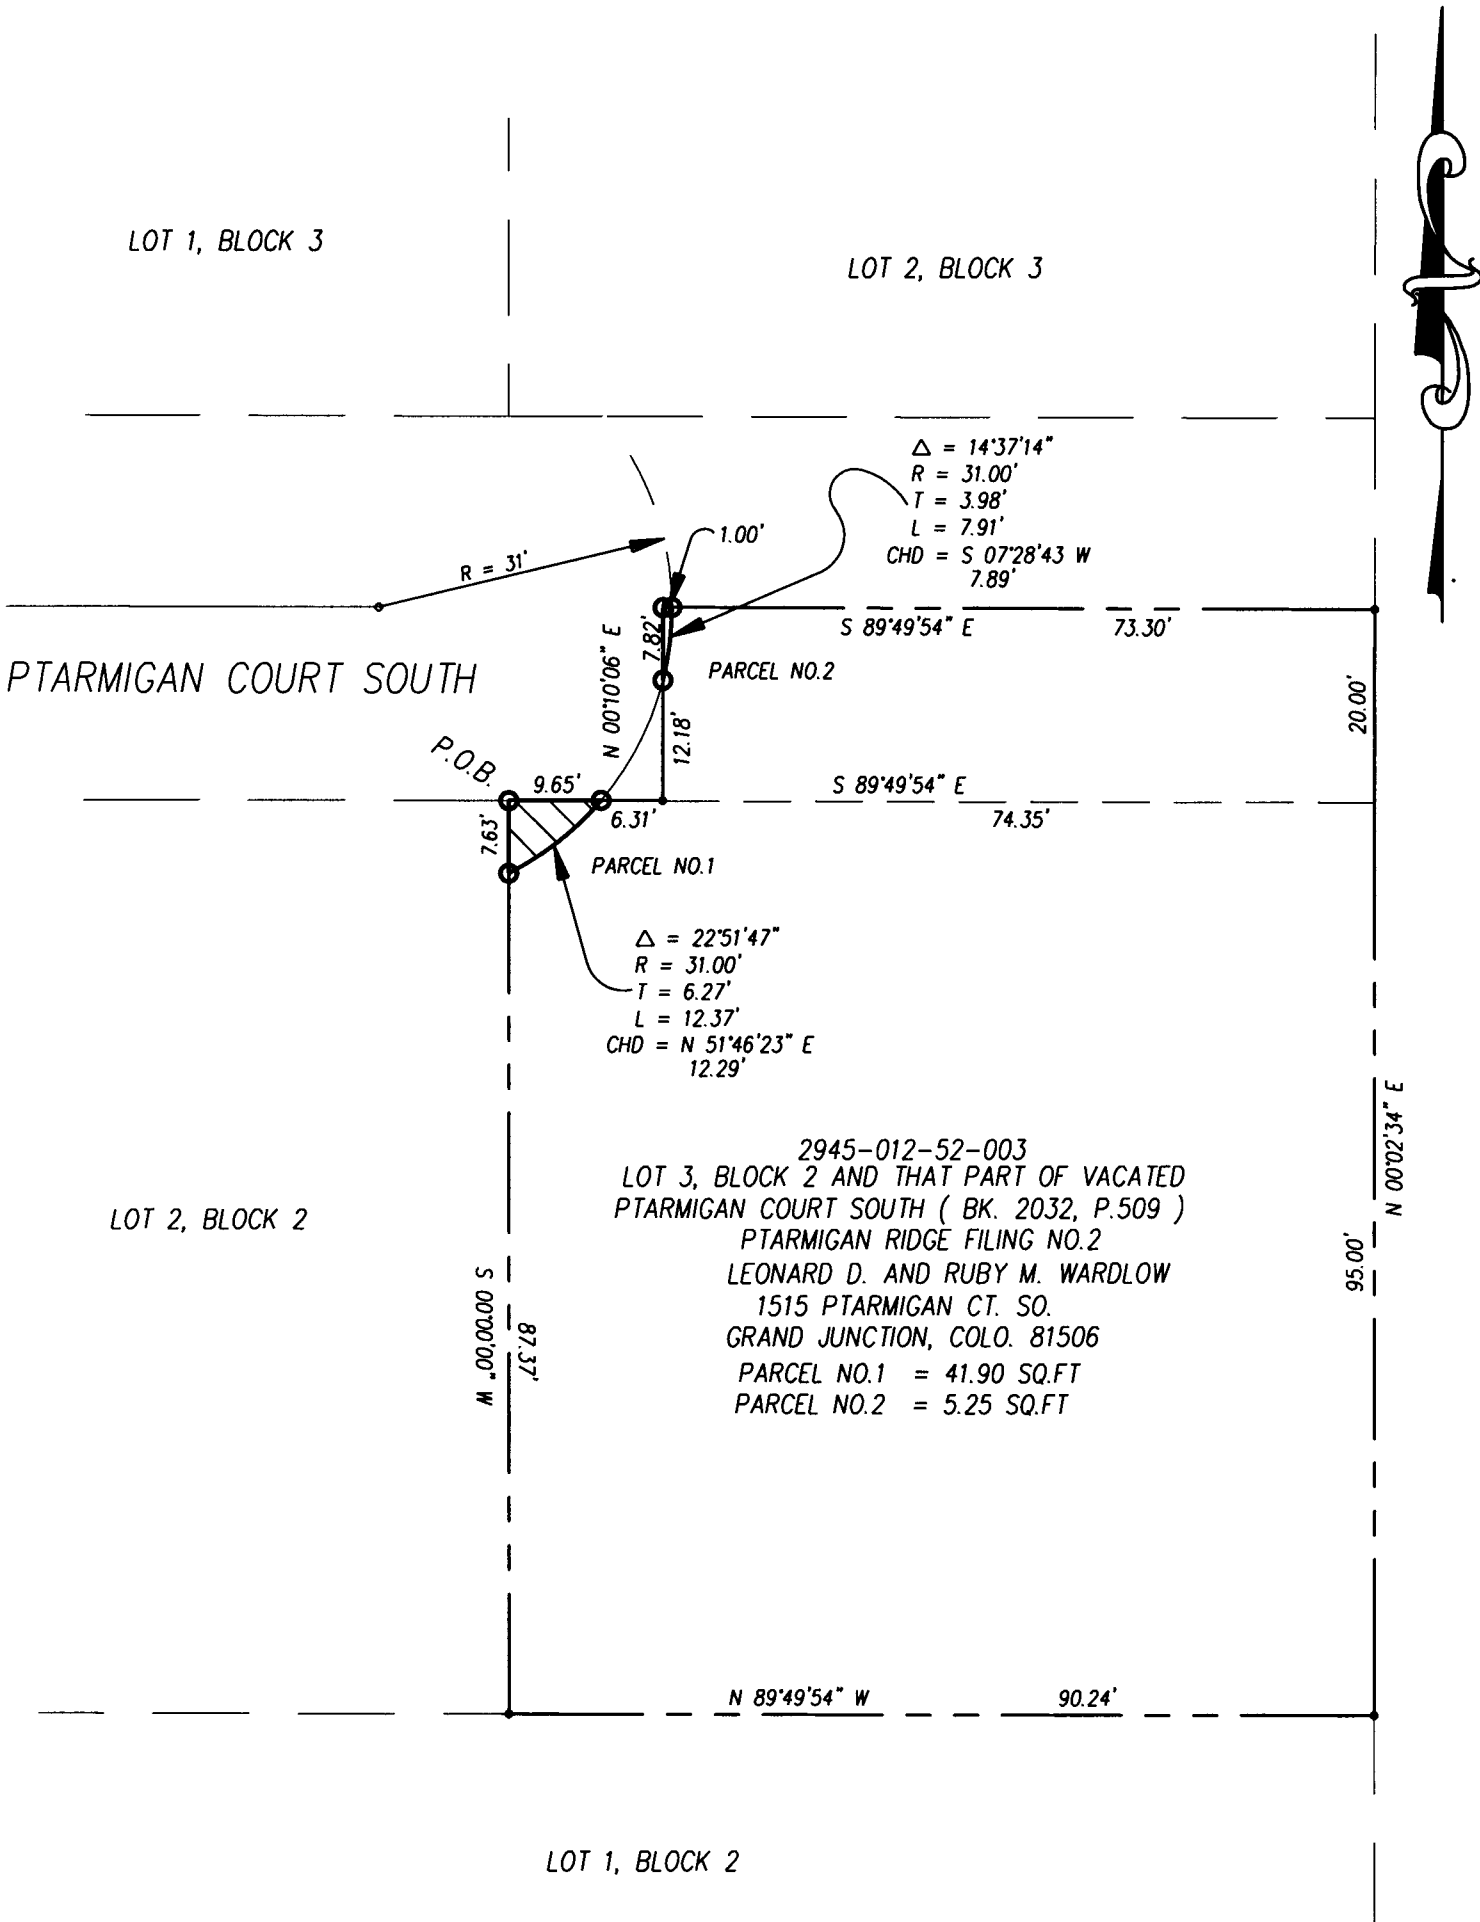 LOT 1, BLOCK 3
LOT 2, BLOCK 3
△ = 14°37'14"
R = 31.00'
T = 3.98'
L = 7.91'
CHD = S 07°28'43 W
7.89'
1.00'
R = 31'
S 89°49'54" E 73.30'
N 00°10'06" E
7.82'
PARCEL NO.2
PTARMIGAN COURT SOUTH
20.00'
12.18'
P.O.B.
9.65'
S 89°49'54" E
6.31'
74.35'
7.63'
PARCEL NO.1
△ = 22°51'47"
R = 31.00'
T = 6.27'
L = 12.37'
CHD = N 51°46'23" E
12.29'
N 00°02'34" E
95.00'
2945-012-52-003
LOT 3, BLOCK 2 AND THAT PART OF VACATED
PTARMIGAN COURT SOUTH ( BK. 2032, P.509 )
PTARMIGAN RIDGE FILING NO.2
LEONARD D. AND RUBY M. WARDLOW
1515 PTARMIGAN CT. SO.
GRAND JUNCTION, COLO. 81506
PARCEL NO.1 = 41.90 SQ.FT
PARCEL NO.2 = 5.25 SQ.FT
LOT 2, BLOCK 2
S 00°00'00" W
87.37'
N 89°49'54" W 90.24'
LOT 1, BLOCK 2